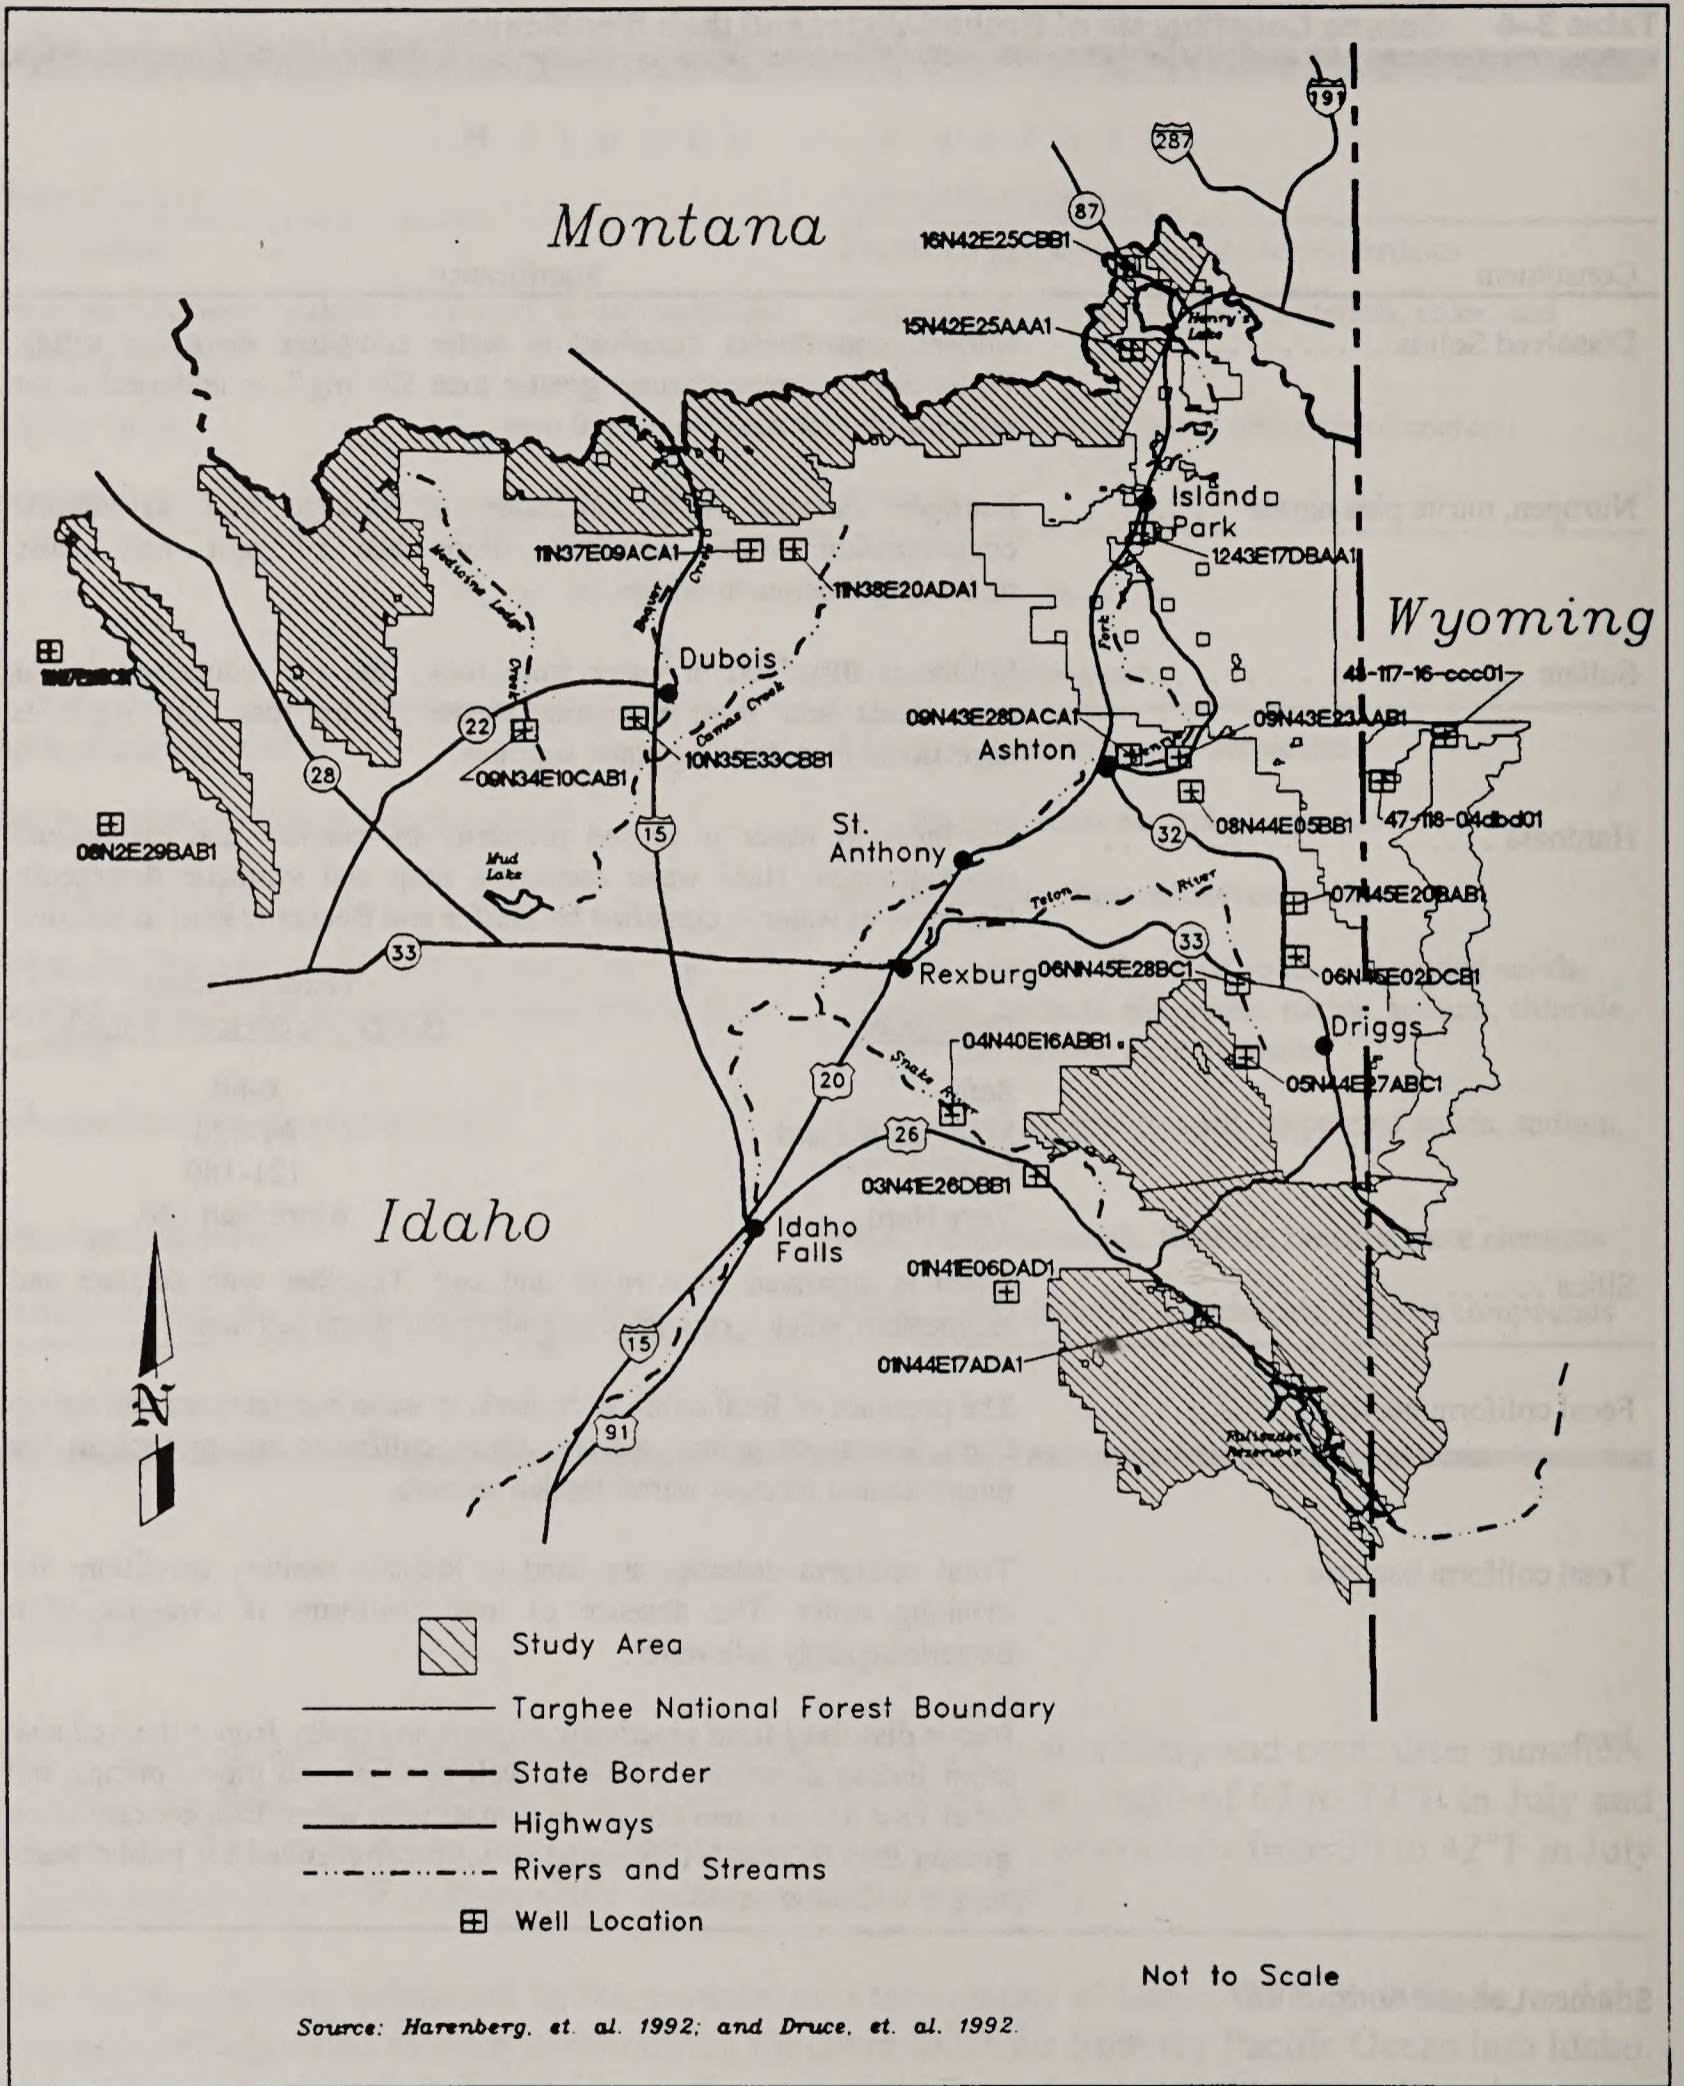 191
287
Montana
87
16N42E25CBB1
15N42E25AAA1
Henry's
Lake
Island
Park
1243E17DBAA1
11N37E09ACA1
11N38E20ADA1
Medicine Lodge
Creek
Beaver
Creek
Wyoming
Fork
Dubois
Camas Creek
48-117-16-ccc01
09N43E28DACA1
09N43E23AAB1
Ashton
22
28
09N34E10CAB1
10N35E33CBB1
15
08N2E29BAB1
St.
Anthony
32
08N44E05BB1
47-118-04dbd01
Mud
Lake
Teton
River
07N45E20BAB1
33
33
Rexburg
06NN45E28BC1
06N45E02DCB1
Driggs
Snake River
04N40E16ABB1
05N44E27ABC1
20
26
03N41E26DBB1
Idaho
Idaho
Falls
01N41E06DAD1
15
01N44E17ADA1
91
Palisades
Reservoir
N
Study Area
Targhee National Forest Boundary
State Border
Highways
Rivers and Streams
Well Location
Not to Scale
Source: Harenberg, et. al. 1992; and Druce, et. al. 1992.